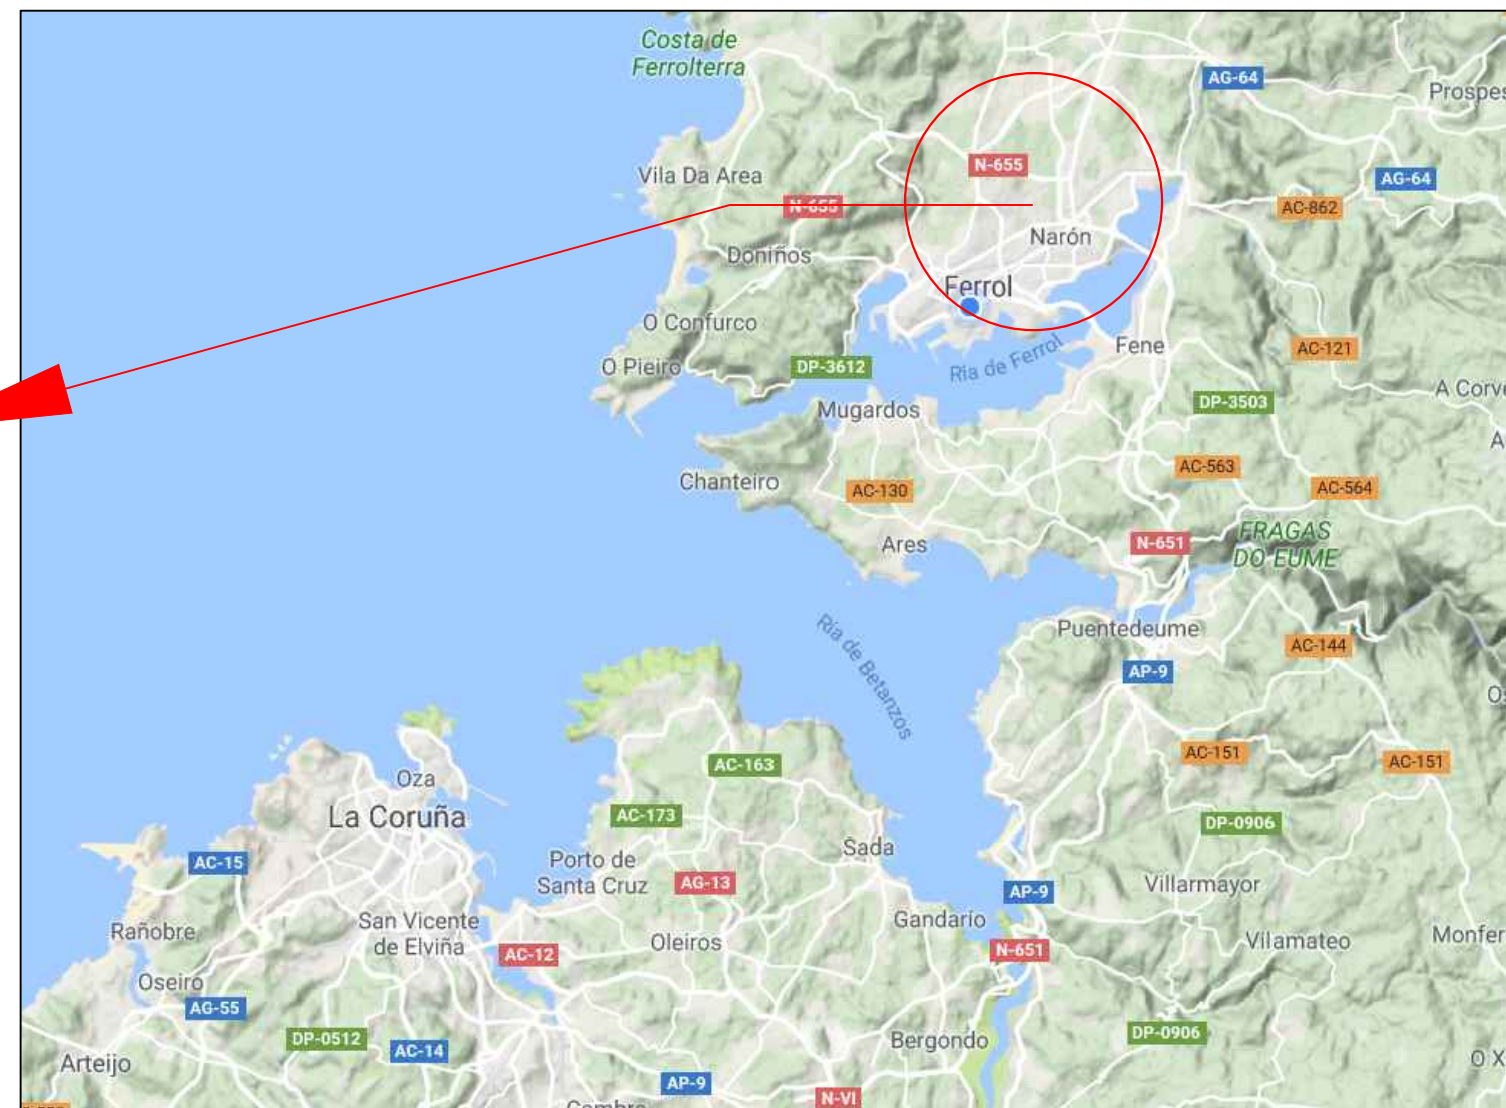 Costa de
Ferrolterra
AG-64
Prospes
N-655
Vila Da Area
AG-64
N-655
AC-862
Narón
Doniños
Ferrol
O Confurco
Fene
AC-121
O Pieiro
DP-3612
Ria de Ferrol
A Corve
Mugardos
DP-3503
A
AC-563
Chanteiro
AC-130
AC-564
FRAGAS
DO EUME
N-651
Ares
Puentedeume
Ría de Betanzos
AC-144
AP-9
Os
AC-151
AC-151
AC-163
Oza
La Coruña
AC-173
DP-0906
Sada
AC-15
Porto de
Santa Cruz
AG-13
Villarmayor
AP-9
Gandarío
San Vicente
de Elviña
Rañobre
Oleiros
Vilamateo
Monfer
AC-12
N-651
Oseiro
AG-55
DP-0512
AC-14
Bergondo
DP-0906
Arteijo
O X
AP-9
N-VI